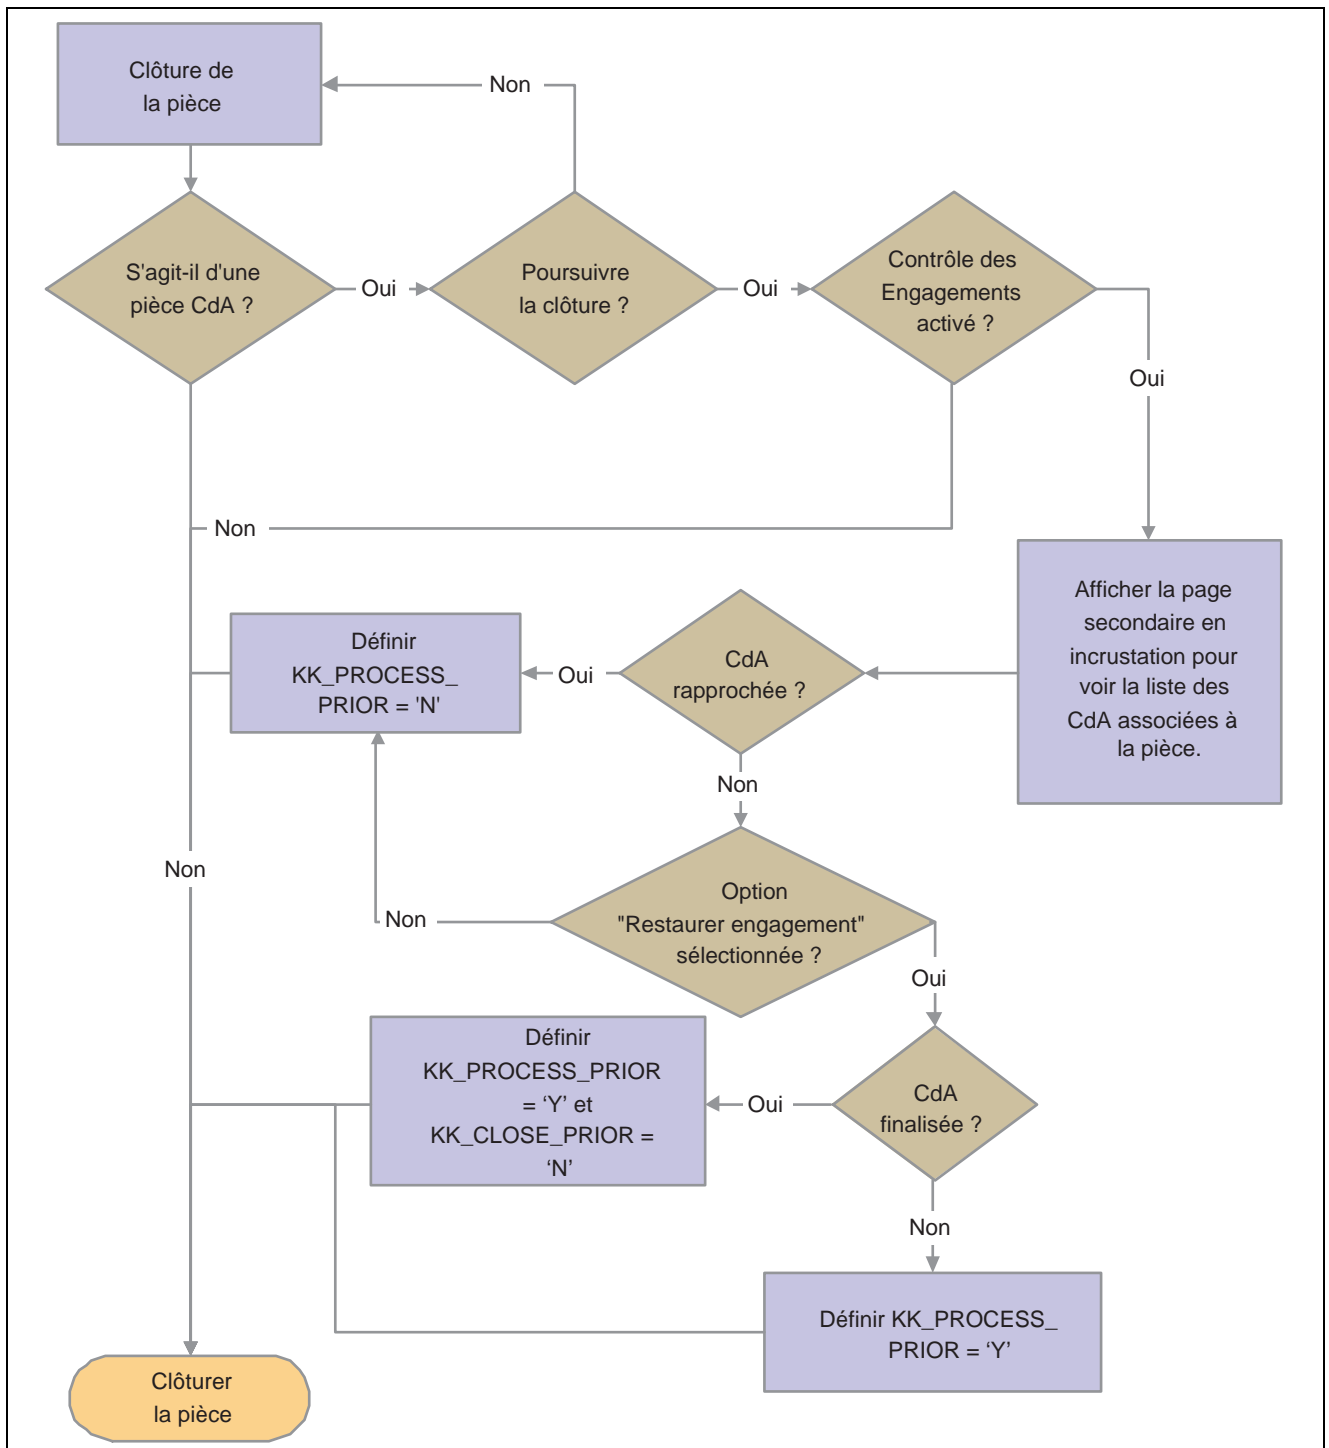 Clôture de
la pièce
Non
S'agit-il d'une
pièce CdA ?
Oui
Poursuivre
la clôture ?
Oui
Contrôle des
Engagements
activé ?
Oui
Non
Afficher la page
secondaire en
incrustation pour
voir la liste des
CdA associées à
la pièce.
CdA
rapprochée ?
Oui
Définir
KK_PROCESS_
PRIOR = 'N'
Non
Non
Option
"Restaurer engagement"
sélectionnée ?
Non
Oui
Définir
KK_PROCESS_PRIOR
= ‘Y’ et
KK_CLOSE_PRIOR =
‘N’
Oui
CdA
finalisée ?
Non
Définir KK_PROCESS_
PRIOR = ‘Y’
Clôturer
la pièce